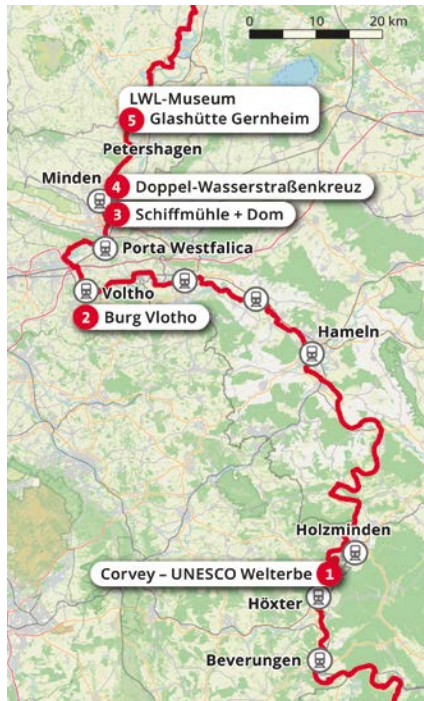 0 10 20 km
LWL-Museum
5 Glashütte Gernheim
Petershagen
Minden
4 Doppel-Wasserstraßenkreuz
3 Schiffmühle + Dom
Porta Westfalica
Voltho
2 Burg Vlotho
Hameln
Holzminden
Corvey – UNESCO Welterbe 1
Höxter
Beverungen